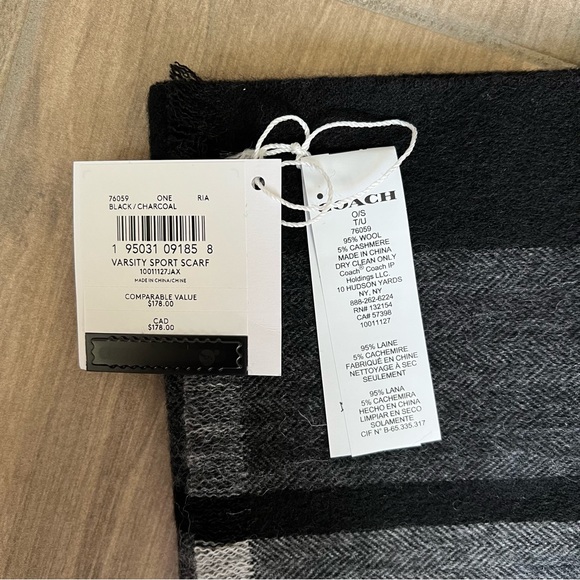 76059 ONE RIA
BLACK/CHARCOAL
1 95031 09185 8
VARSITY SPORT SCARF
10011127JAX
MADE IN CHINA/CHINE
COMPARABLE VALUE
$178.00
CAD
$178.00
COACH
O/S
T/U
76059
95% WOOL
5% CASHMERE
MADE IN CHINA
DRY CLEAN ONLY
Coach® Coach IP
Holdings LLC.
10 HUDSON YARDS
NY, NY
888-262-6224
RN# 132154
CA# 57398
10011127
95% LAINE
5% CACHEMIRE
FABRIQUÉ EN CHINE
NETTOYAGE À SEC
SEULEMENT
95% LANA
5% CACHEMIRA
HECHO EN CHINA
LIMPIAR EN SECO
SOLAMENTE
CIF N° B-65.335.317